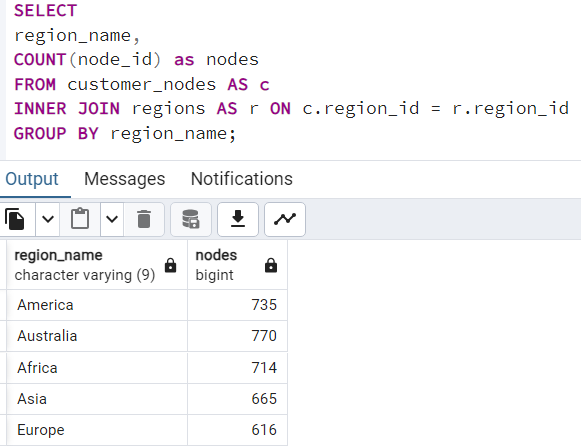 SELECT
region_name,
COUNT(node_id) as nodes
FROM customer_nodes AS c
INNER JOIN regions AS r ON c.region_id = r.region_id
GROUP BY region_name;
Output Messages Notifications
region_name nodes
character varying (9) bigint
America 735
Australia 770
Africa 714
Asia 665
Europe 616